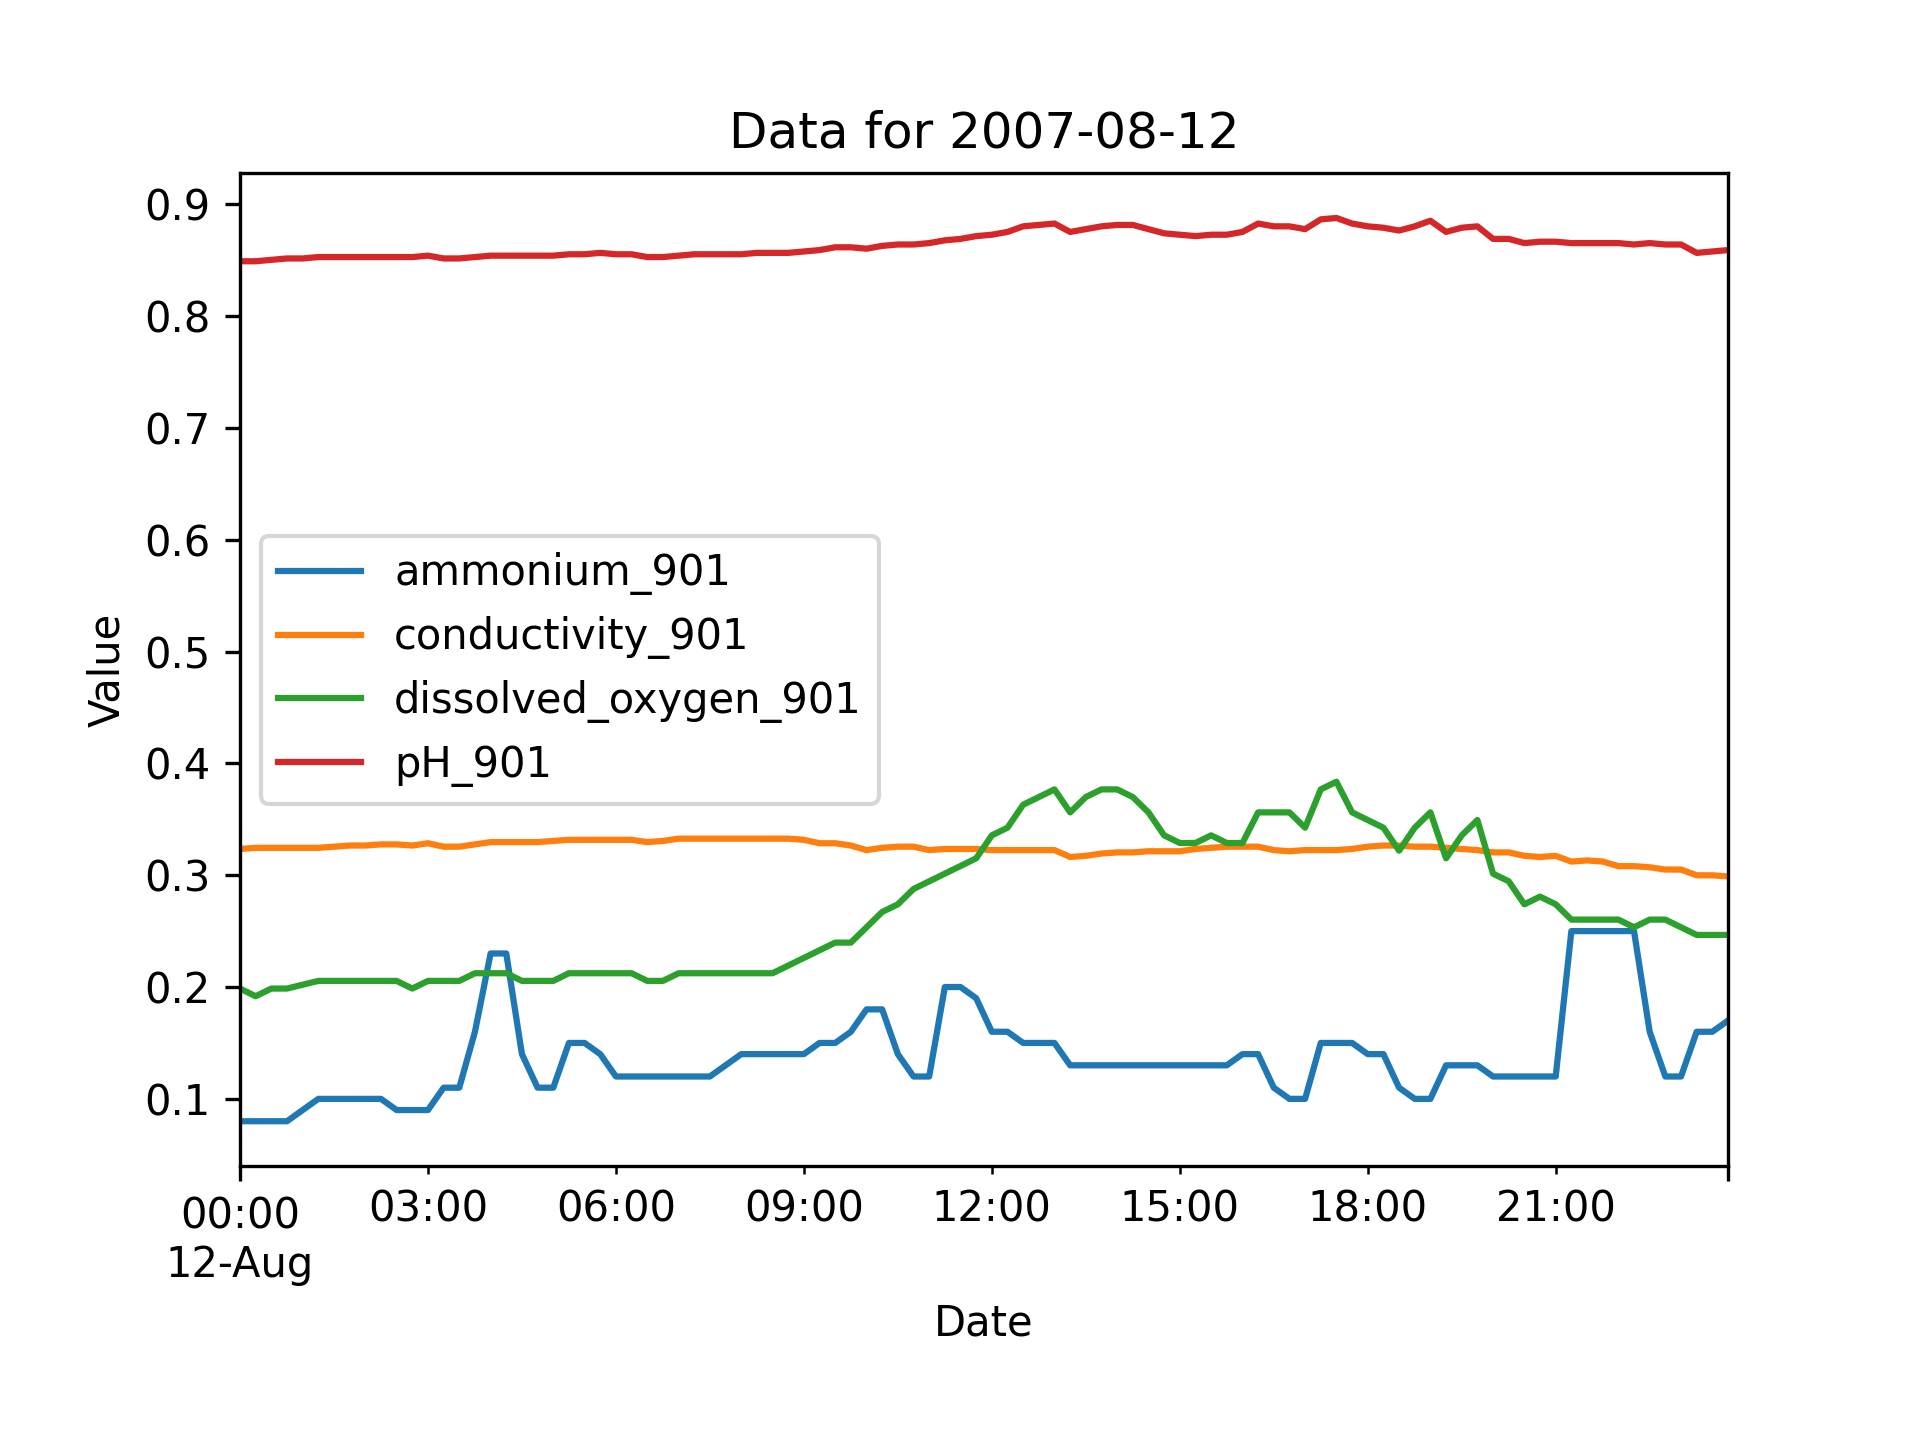 Data for 2007-08-12
0.9
0.8
0.7
0.6
0.5
0.4
0.3
0.2
0.1
Value
ammonium_901
conductivity_901
dissolved_oxygen_901
pH_901
00:00 03:00 06:00 09:00 12:00 15:00 18:00 21:00
12-Aug
Date